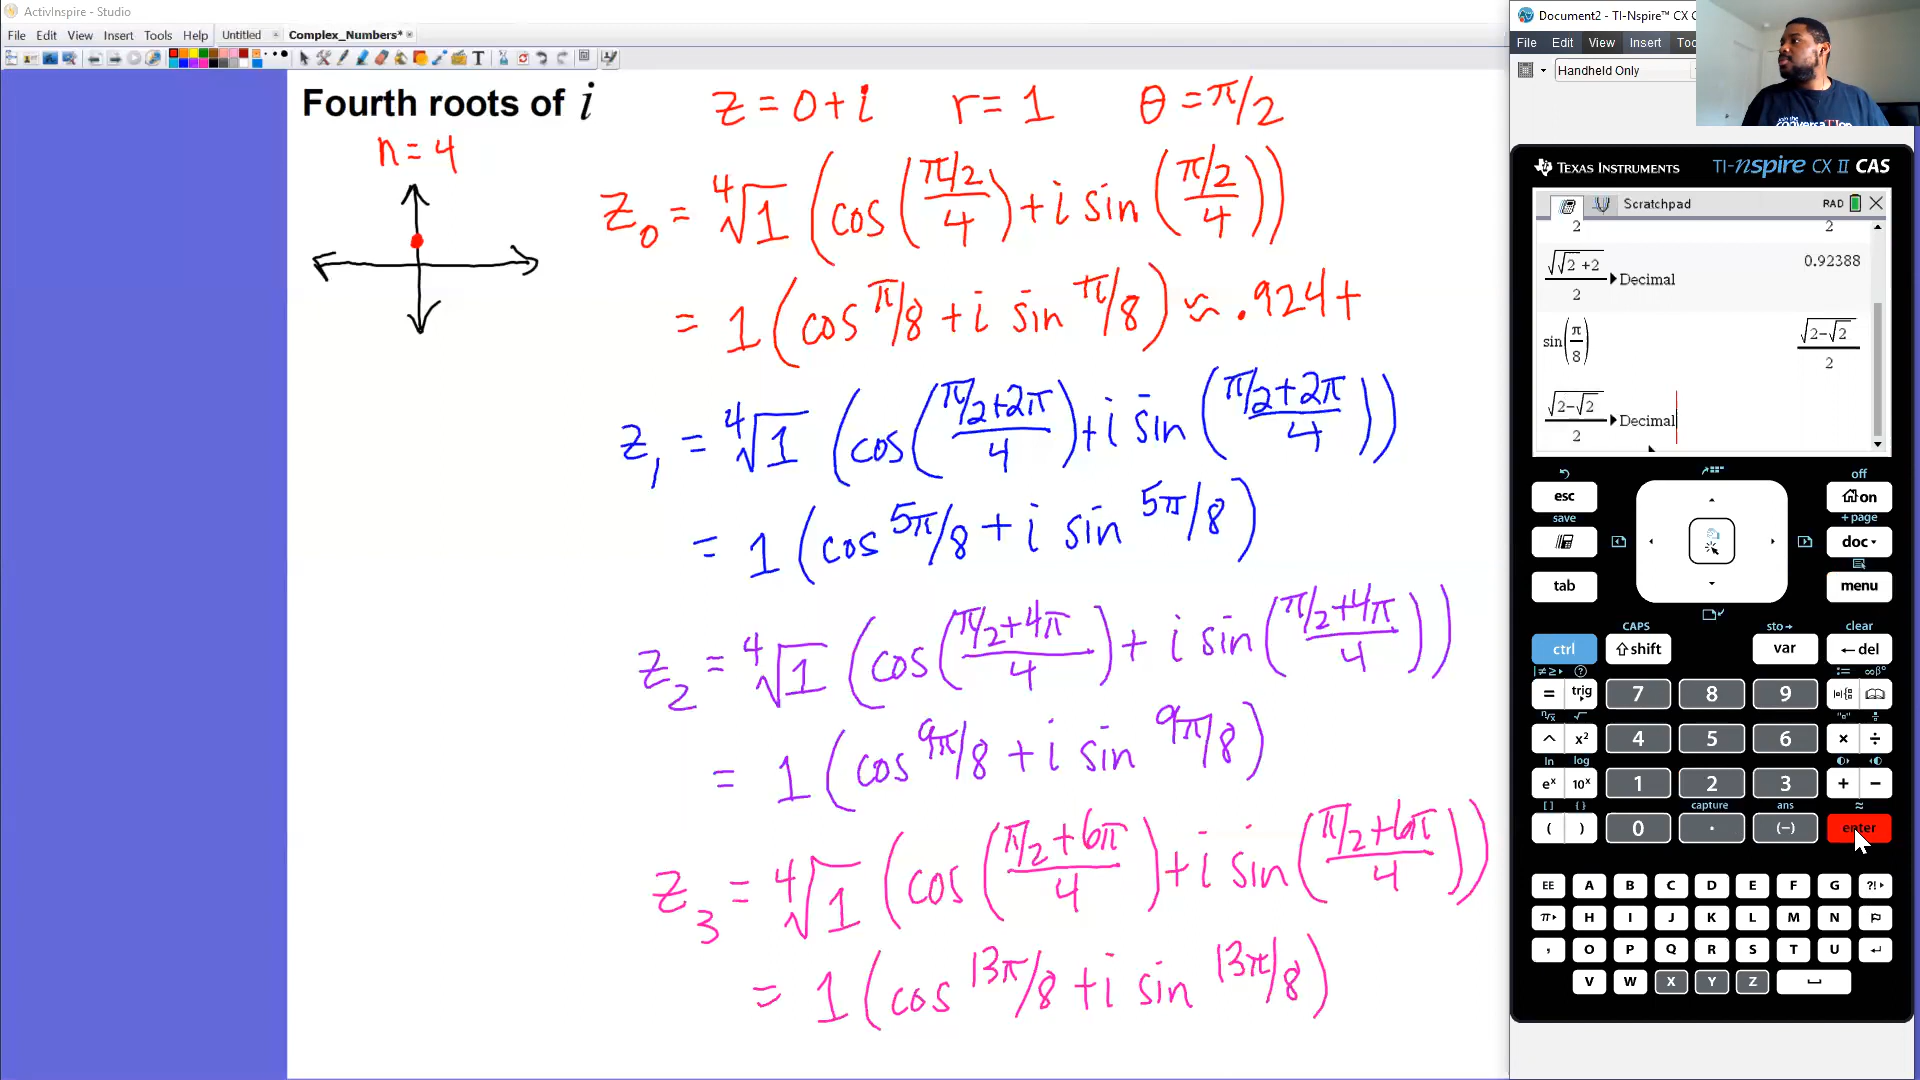 ActivInspire - Studio
File Edit View Insert Tools Help Untitled Complex_Numbers*
Fourth roots of i
n = 4
z = 0 + i r = 1 θ = π/2
z₀ = ⁴√1 (cos((π/2)/4) + i sin((π/2)/4))
= 1 (cos π/8 + i sin π/8) ≈ .924 +
z₁ = ⁴√1 (cos((π/2+2π)/4) + i sin((π/2+2π)/4))
= 1 (cos 5π/8 + i sin 5π/8)
z₂ = ⁴√1 (cos((π/2+4π)/4) + i sin((π/2+4π)/4))
= 1 (cos 9π/8 + i sin 9π/8)
z₃ = ⁴√1 (cos((π/2+6π)/4) + i sin((π/2+6π)/4))
= 1 (cos 13π/8 + i sin 13π/8)
Document2 - TI-Nspire™ CX C
File Edit View Insert Too
Handheld Only
Join the
conversaTIon
TEXAS INSTRUMENTS TI-nspire CX II CAS
Scratchpad RAD
2 2
√(√2+2)/2 ▸Decimal 0.92388
sin(π/8) √(2-√2)/2
√(2-√2)/2 ▸Decimal
off
esc on
save + page
doc
tab menu
CAPS sto→ clear
ctrl ⇧shift var ←del
= trig 7 8 9
^ x² 4 5 6 × ÷
ln log
eˣ 10ˣ 1 2 3 + −
[ ] { } capture ans ≈
( ) 0 . (−) enter
EE A B C D E F G ?!▸
π▸ H I J K L M N
, O P Q R S T U ↵
V W X Y Z